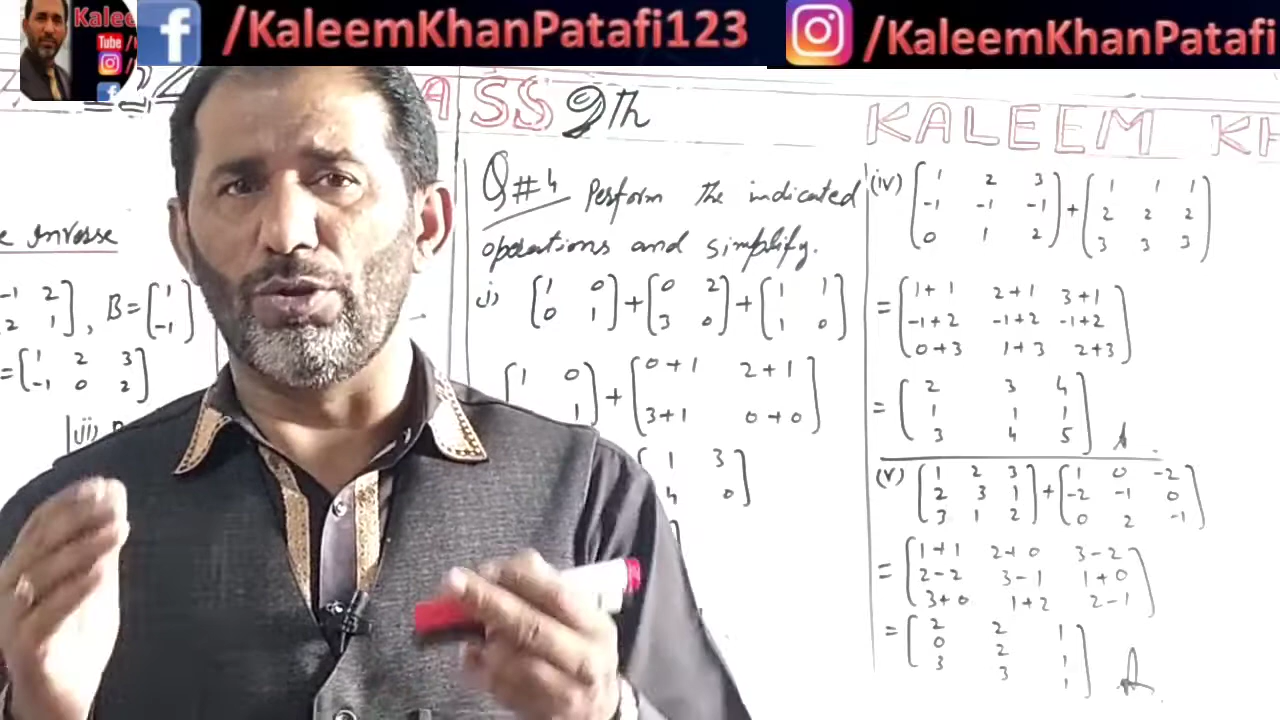 Kalee
Tube
/KaleemKhanPatafi123
/KaleemKhanPatafi
ASS 9th
KALEEM KH
e Inverse
-1 2
2 1 ], B = [ 1
-1 ]
= [ 1 2 3
-1 0 2 ]
iii)
Q#4 Perform the indicated
operations and simplify.
i) [ 1 0
0 1 ] + [ 0 2
3 0 ] + [ 1 1
1 0 ]
[ 1 0
1 ] + [ 0+1 2+1
3+1 0+0 ]
[ 1 3
4 0 ]
(iv) [ 1 2 3
-1 -1 -1
0 1 2 ] + [ 1 1 1
2 2 2
3 3 3 ]
= [ 1+1 2+1 3+1
-1+2 -1+2 -1+2
0+3 1+3 2+3 ]
= [ 2 3 4
1 1 1
3 4 5 ]
(v) [ 1 2 3
2 3 1
3 1 2 ] + [ 1 0 -2
-2 -1 0
0 2 -1 ]
= [ 1+1 2+0 3-2
2-2 3-1 1+0
3+0 1+2 2-1 ]
= [ 2 2 1
0 2 1
3 3 1 ]